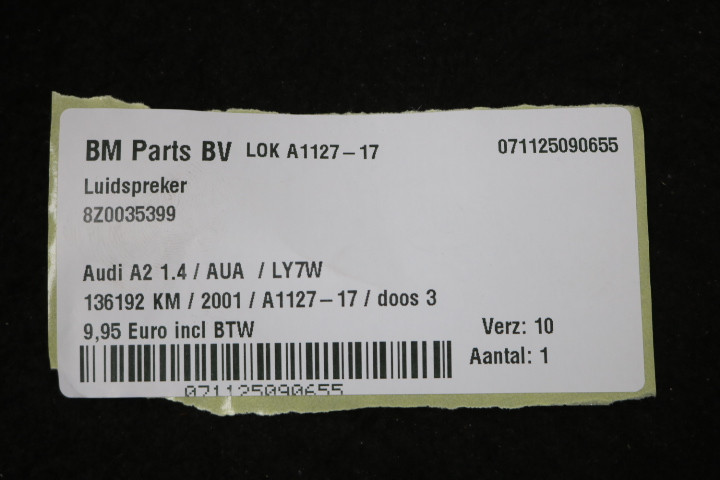 BM Parts BV LOK A1127-17 071125090655
Luidspreker
8Z0035399
Audi A2 1.4 / AUA / LY7W
136192 KM / 2001 / A1127-17 / doos 3
9,95 Euro incl BTW Verz: 10
Aantal: 1
071125090655